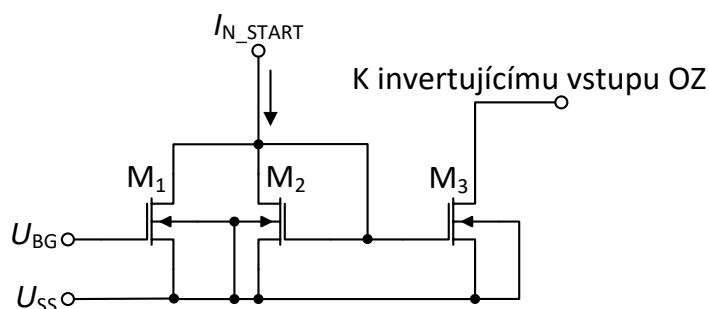 I_N_START
K invertujícímu vstupu OZ
M₁
M₂
M₃
U_BG
U_SS